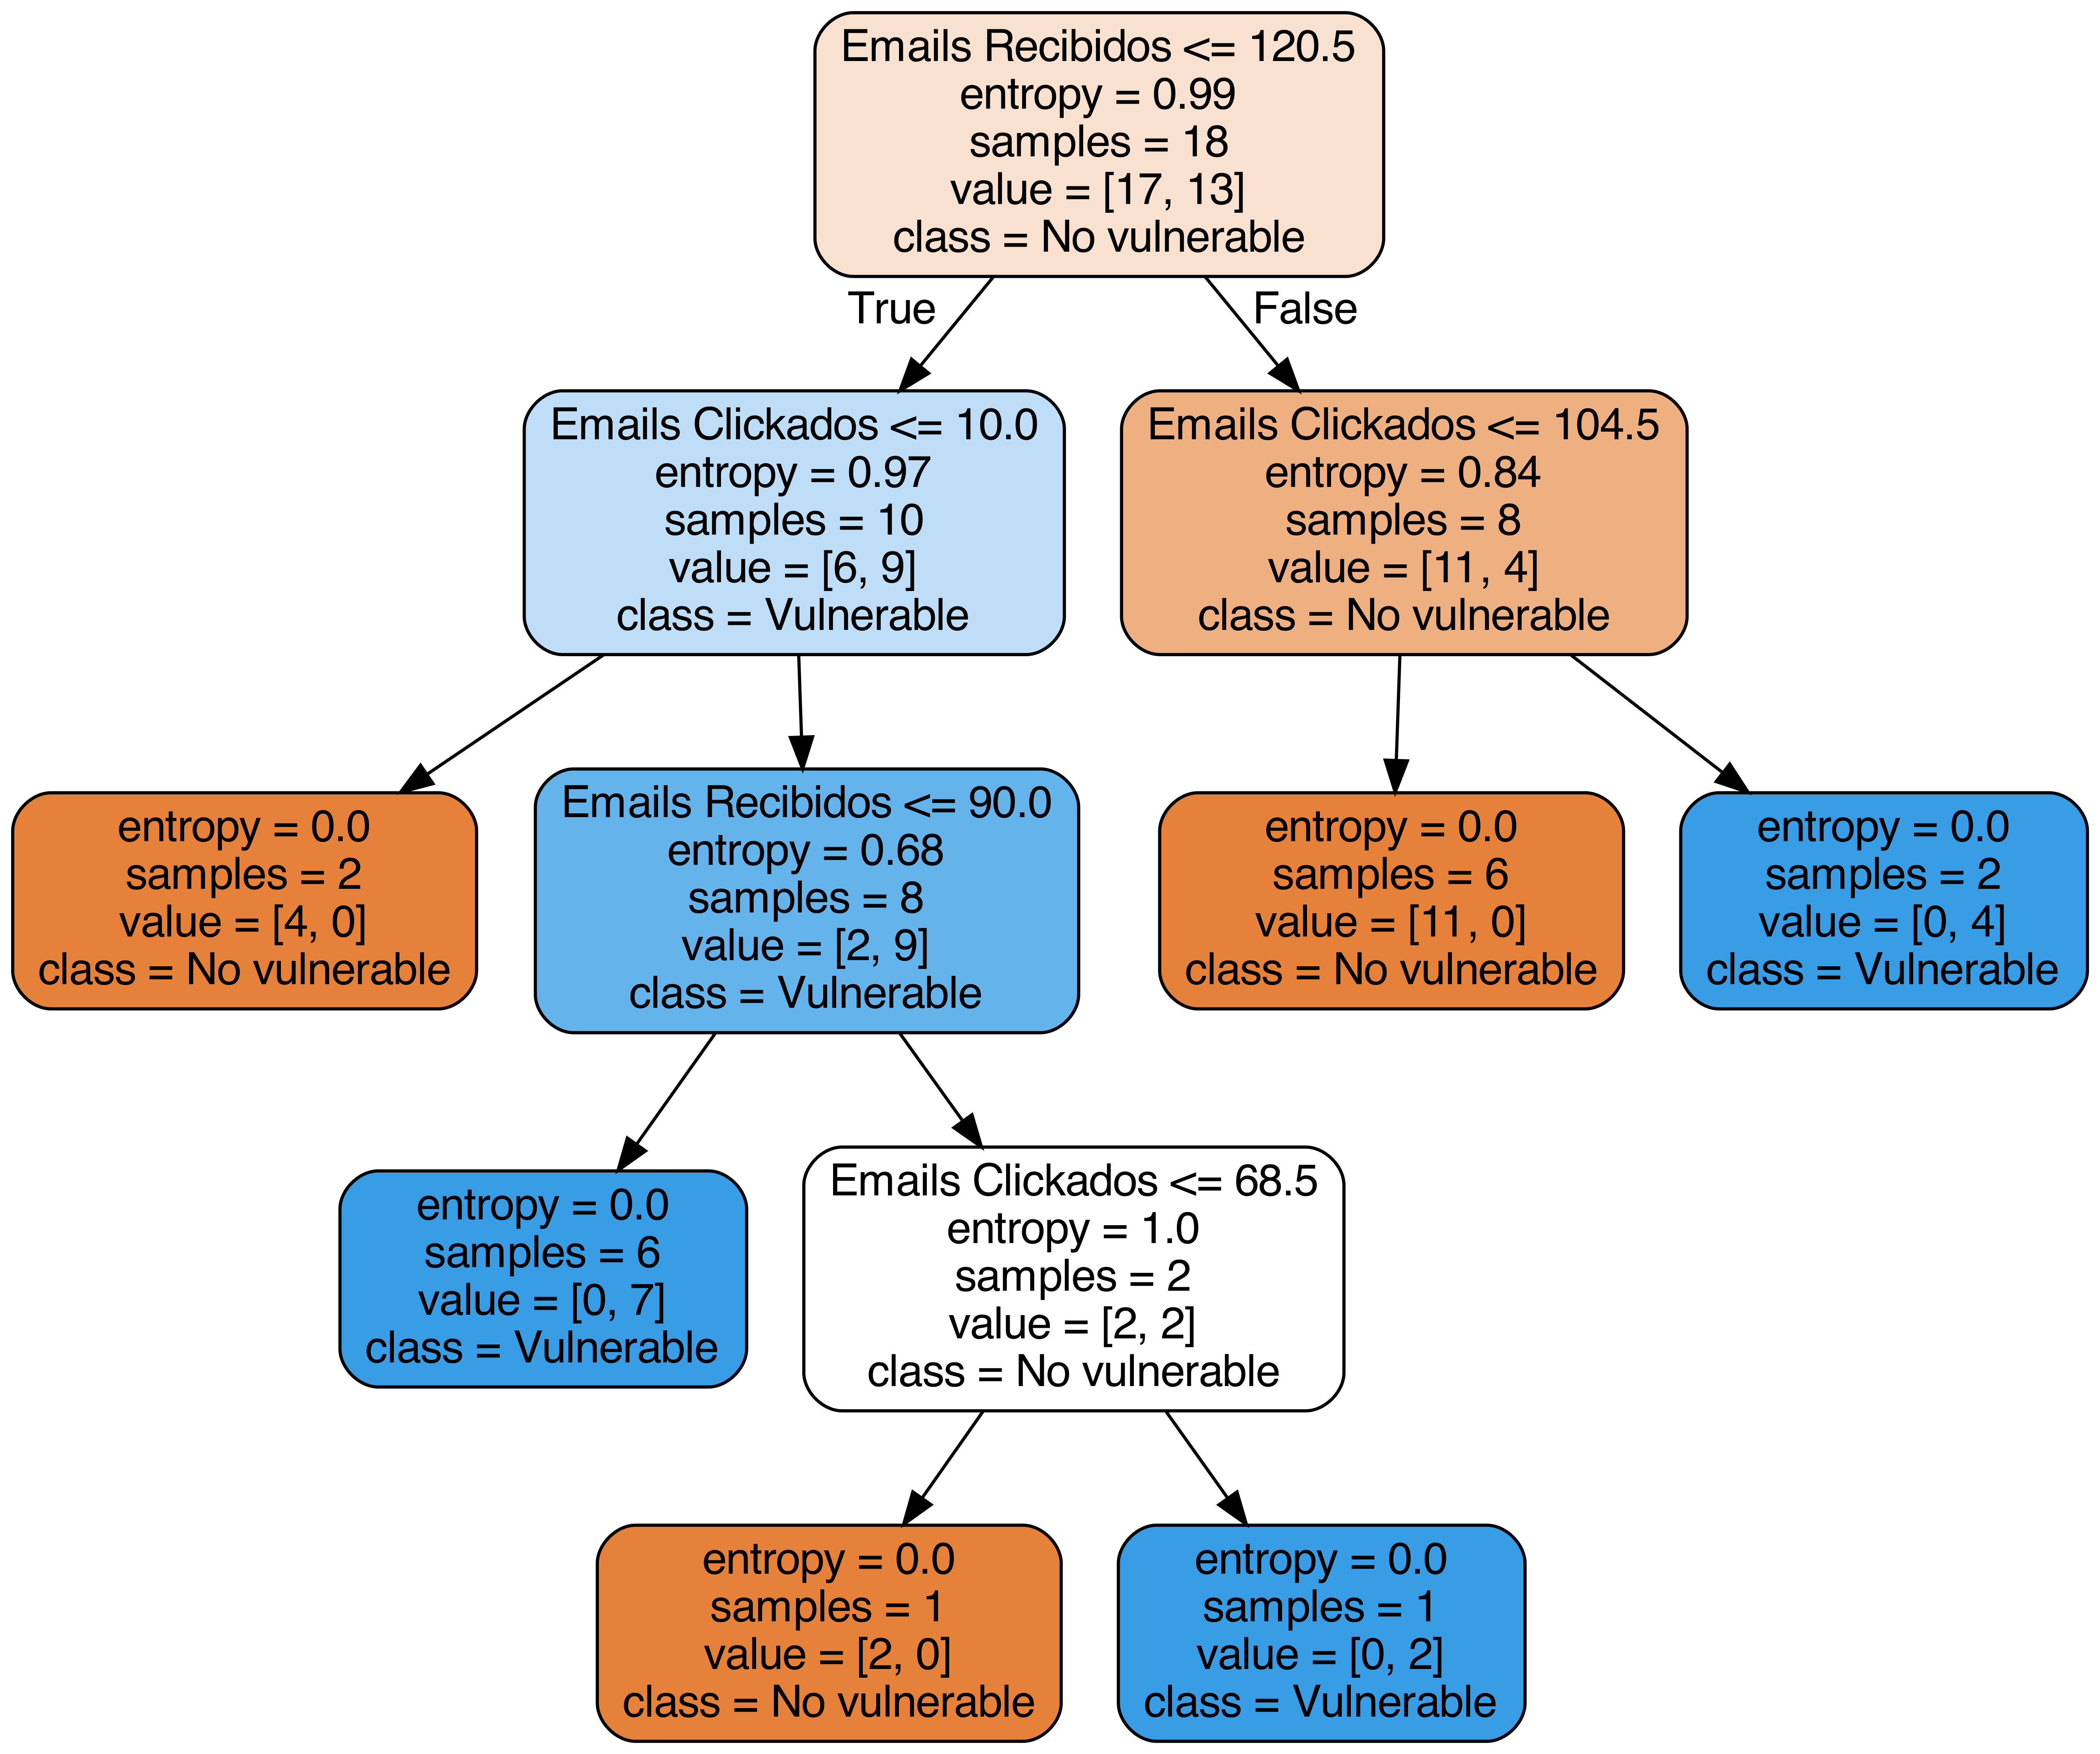 Emails Recibidos <= 120.5
entropy = 0.99
samples = 18
value = [17, 13]
class = No vulnerable
True
False
Emails Clickados <= 10.0
entropy = 0.97
samples = 10
value = [6, 9]
class = Vulnerable
Emails Clickados <= 104.5
entropy = 0.84
samples = 8
value = [11, 4]
class = No vulnerable
entropy = 0.0
samples = 2
value = [4, 0]
class = No vulnerable
Emails Recibidos <= 90.0
entropy = 0.68
samples = 8
value = [2, 9]
class = Vulnerable
entropy = 0.0
samples = 6
value = [11, 0]
class = No vulnerable
entropy = 0.0
samples = 2
value = [0, 4]
class = Vulnerable
entropy = 0.0
samples = 6
value = [0, 7]
class = Vulnerable
Emails Clickados <= 68.5
entropy = 1.0
samples = 2
value = [2, 2]
class = No vulnerable
entropy = 0.0
samples = 1
value = [2, 0]
class = No vulnerable
entropy = 0.0
samples = 1
value = [0, 2]
class = Vulnerable